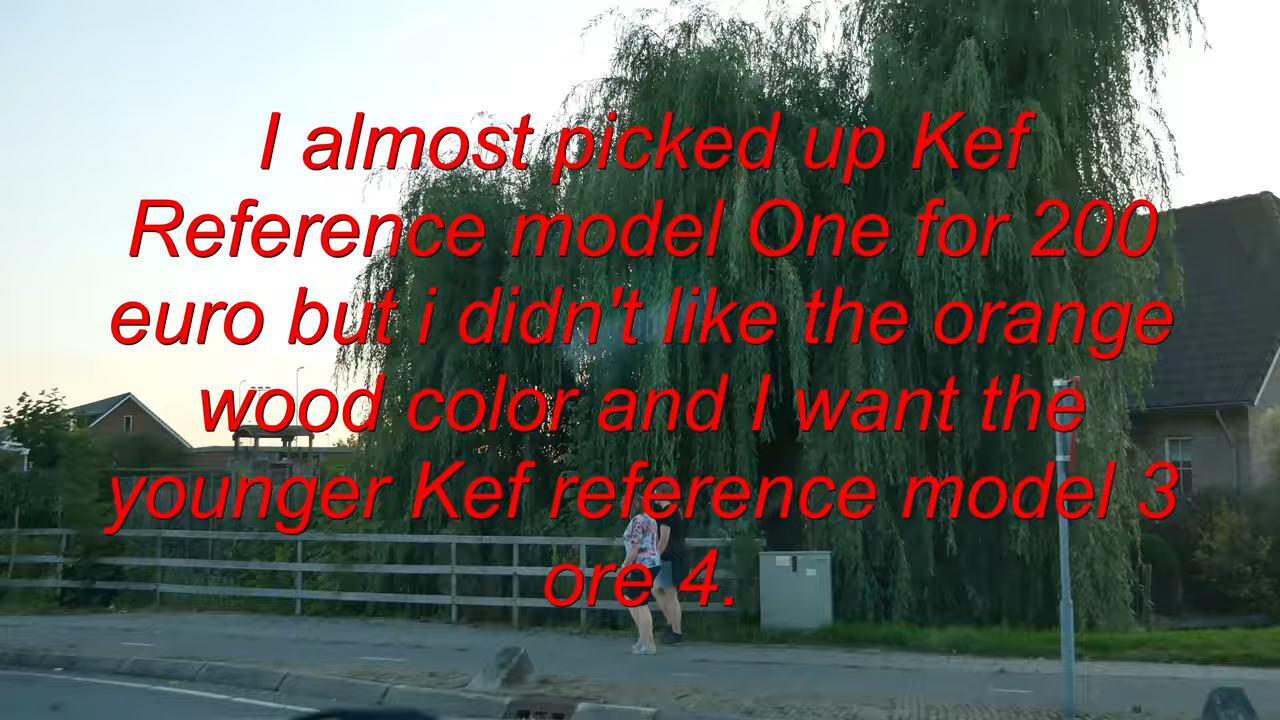 I almost picked up Kef
Reference model One for 200
euro but i didn't like the orange
wood color and I want the
younger Kef reference model 3
ore 4.